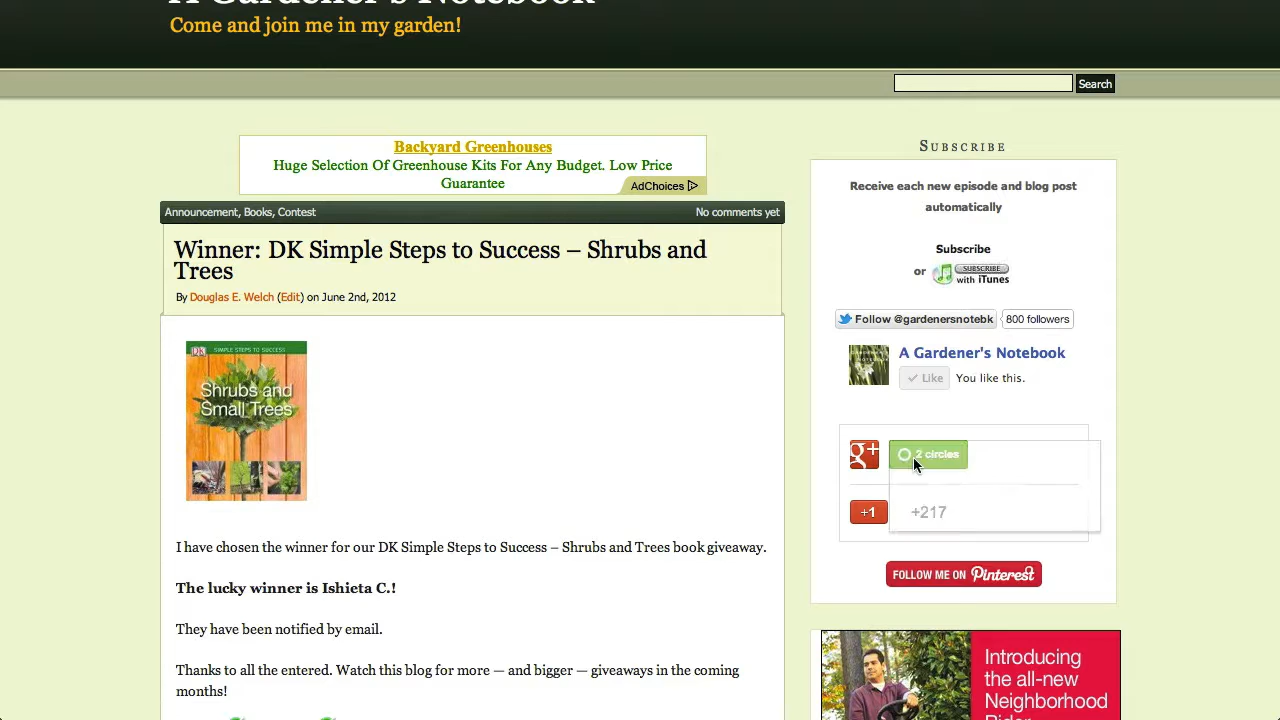 A Gardener's Notebook
Come and join me in my garden!
Search
Backyard Greenhouses
Huge Selection Of Greenhouse Kits For Any Budget. Low Price
Guarantee
AdChoices
Announcement, Books, Contest
No comments yet
Winner: DK Simple Steps to Success – Shrubs and
Trees
By Douglas E. Welch (Edit) on June 2nd, 2012
DK SIMPLE STEPS TO SUCCESS
Shrubs and
Small Trees
I have chosen the winner for our DK Simple Steps to Success – Shrubs and Trees book giveaway.
The lucky winner is Ishieta C.!
They have been notified by email.
Thanks to all the entered. Watch this blog for more — and bigger — giveaways in the coming
months!
Subscribe
Receive each new episode and blog post
automatically
Subscribe
or SUBSCRIBE
with iTunes
Follow @gardenersnotebk 800 followers
A Gardener's Notebook
Like You like this.
g+ 2 circles
+1 +217
FOLLOW ME ON Pinterest
Introducing
the all-new
Neighborhood
Rider